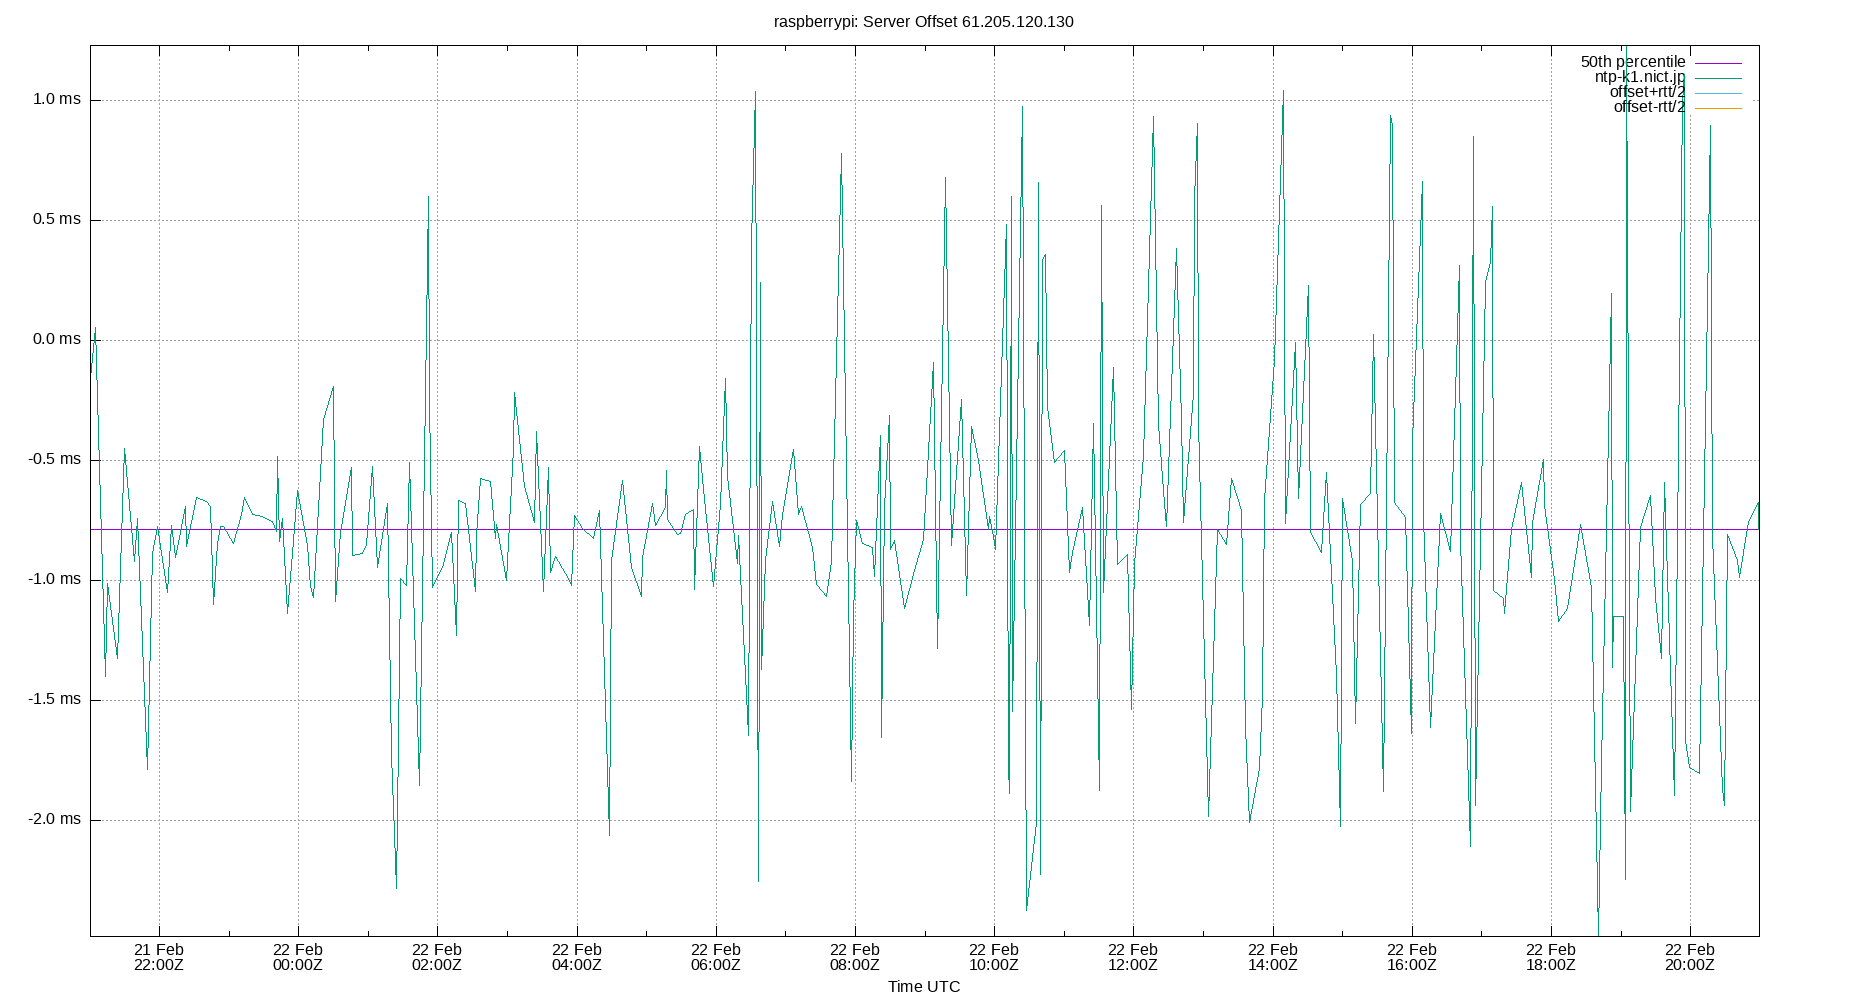 raspberrypi: Server Offset 61.205.120.130
50th percentile
ntp-k1.nict.jp
offset+rtt/2
offset-rtt/2
1.0 ms
0.5 ms
0.0 ms
-0.5 ms
-1.0 ms
-1.5 ms
-2.0 ms
21 Feb 22 Feb 22 Feb 22 Feb 22 Feb 22 Feb 22 Feb 22 Feb 22 Feb 22 Feb 22 Feb 22 Feb
22:00Z 00:00Z 02:00Z 04:00Z 06:00Z 08:00Z 10:00Z 12:00Z 14:00Z 16:00Z 18:00Z 20:00Z
Time UTC